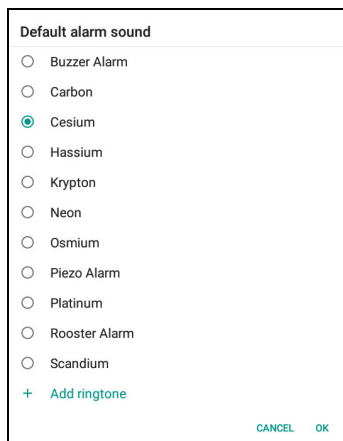 Default alarm sound
Buzzer Alarm
Carbon
Cesium
Hassium
Krypton
Neon
Osmium
Piezo Alarm
Platinum
Rooster Alarm
Scandium
+ Add ringtone
CANCEL OK